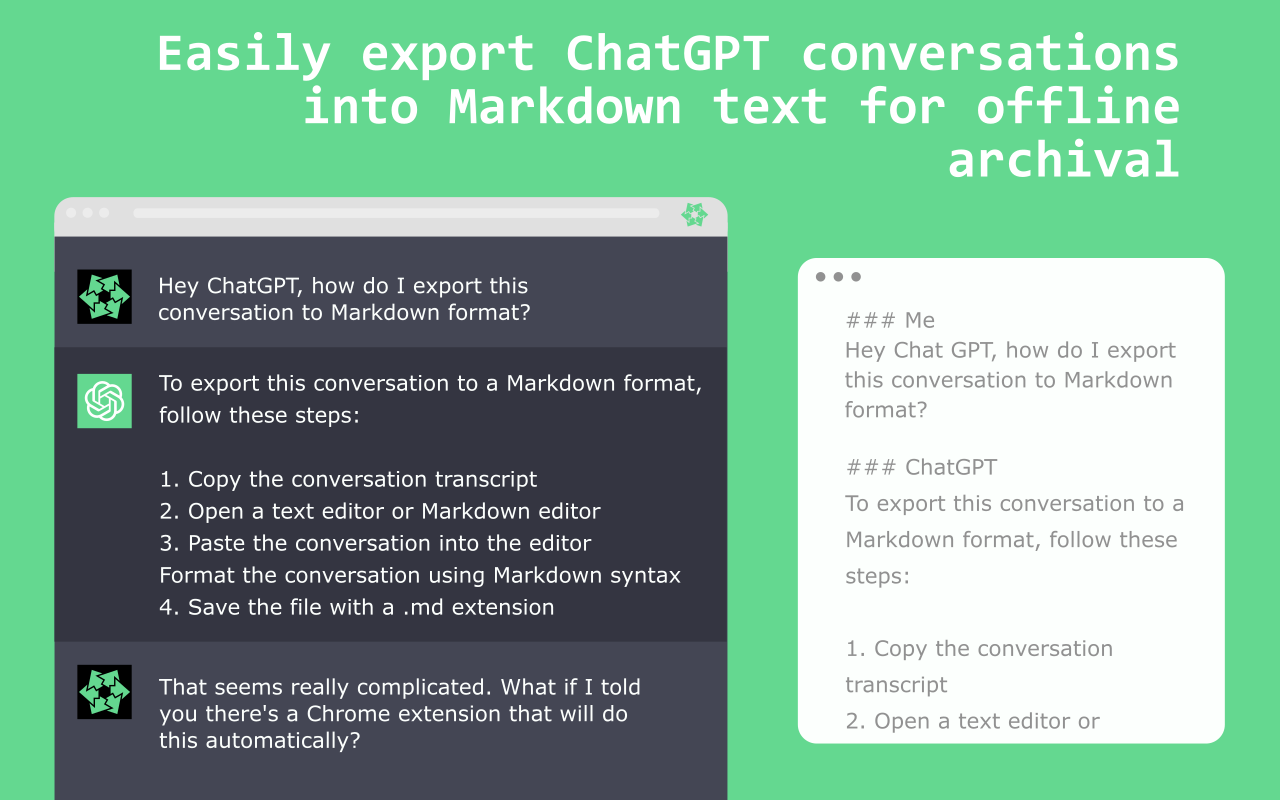 Easily export ChatGPT conversations
into Markdown text for offline
archival
Hey ChatGPT, how do I export this
conversation to Markdown format?
To export this conversation to a Markdown format,
follow these steps:
1. Copy the conversation transcript
2. Open a text editor or Markdown editor
3. Paste the conversation into the editor
Format the conversation using Markdown syntax
4. Save the file with a .md extension
That seems really complicated. What if I told
you there's a Chrome extension that will do
this automatically?
### Me
Hey Chat GPT, how do I export
this conversation to Markdown
format?
### ChatGPT
To export this conversation to a
Markdown format, follow these
steps:
1. Copy the conversation
transcript
2. Open a text editor or